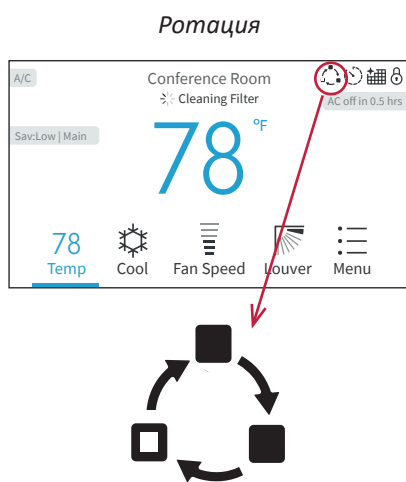 Ротация
A/C
Conference Room
Cleaning Filter
AC off in 0.5 hrs
Sav:Low | Main
78 °F
78
Temp
Cool
Fan Speed
Louver
Menu